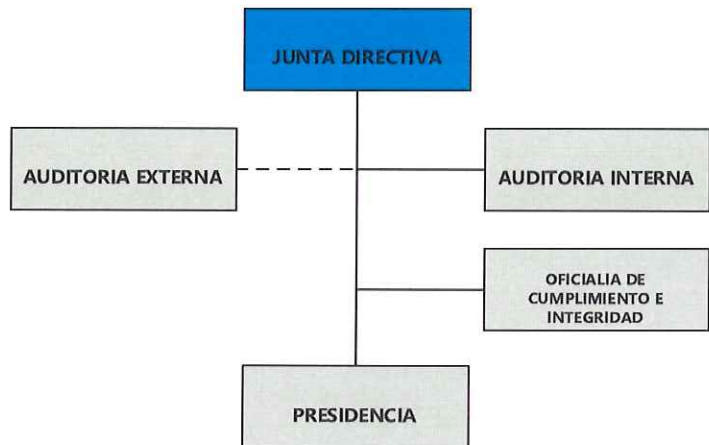 JUNTA DIRECTIVA
AUDITORIA EXTERNA
AUDITORIA INTERNA
OFICIALIA DE
CUMPLIMIENTO E
INTEGRIDAD
PRESIDENCIA